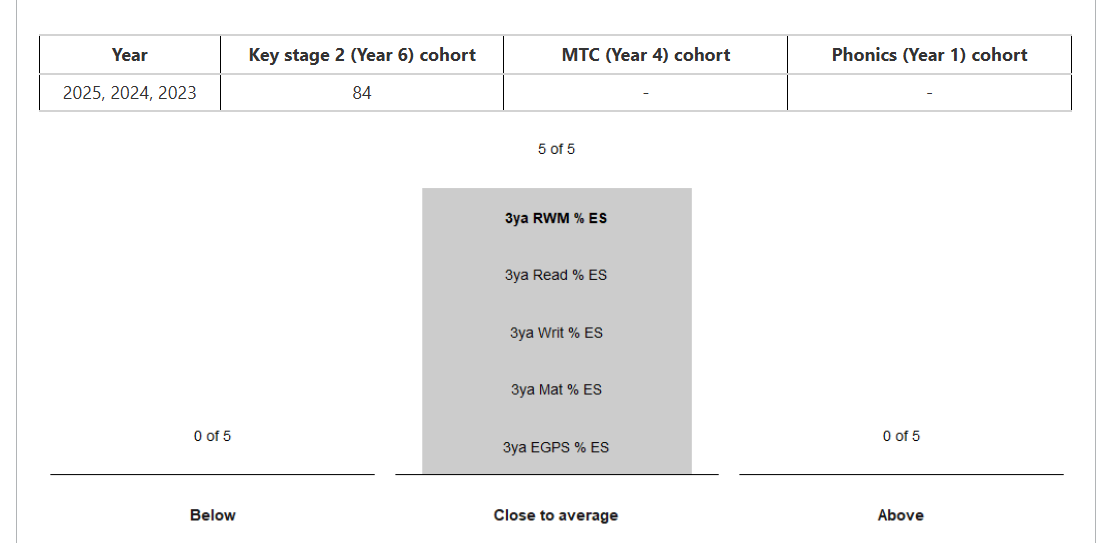 Year Key stage 2 (Year 6) cohort MTC (Year 4) cohort Phonics (Year 1) cohort
2025, 2024, 2023 84 - -
5 of 5
3ya RWM % ES
3ya Read % ES
3ya Writ % ES
3ya Mat % ES
0 of 5 0 of 5
3ya EGPS % ES
Below Close to average Above